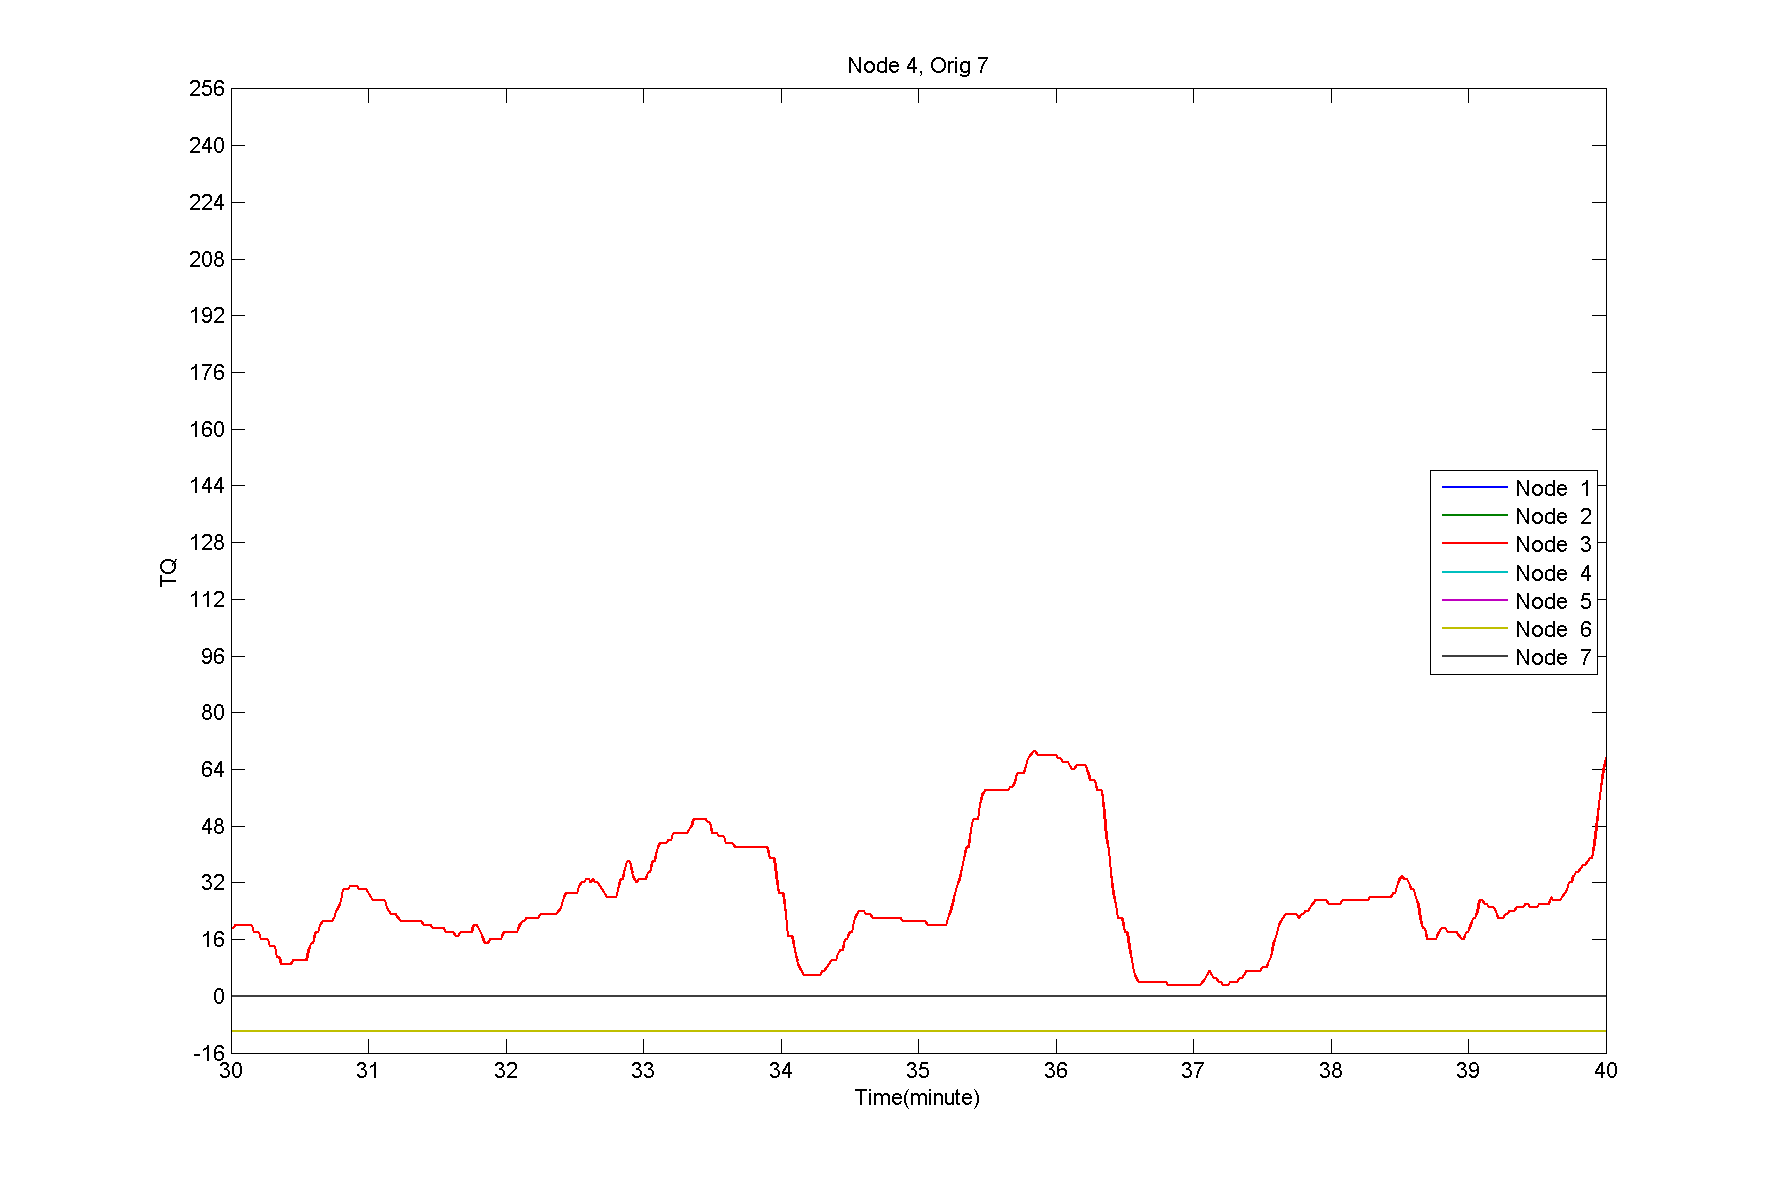 Node 4, Orig 7
256
240
224
208
192
176
160
144
128
112
96
80
64
48
32
16
0
-16
TQ
Node 1
Node 2
Node 3
Node 4
Node 5
Node 6
Node 7
30 31 32 33 34 35 36 37 38 39 40
Time(minute)